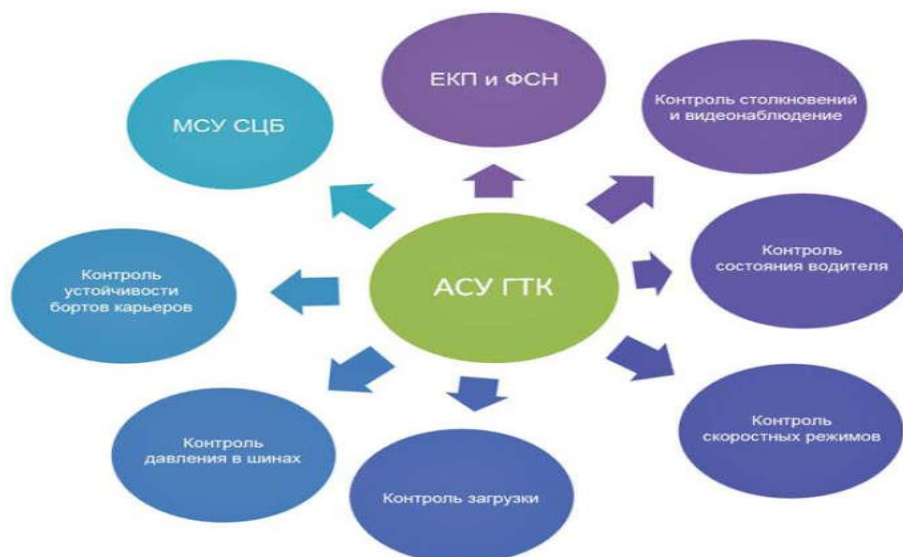 ЕКП и ФСН
МСУ СЦБ
Контроль столкновений
и видеонаблюдение
АСУ ГТК
Контроль
состояния водителя
Контроль
устойчивости
бортов карьеров
Контроль
скоростных режимов
Контроль
давления в шинах
Контроль загрузки